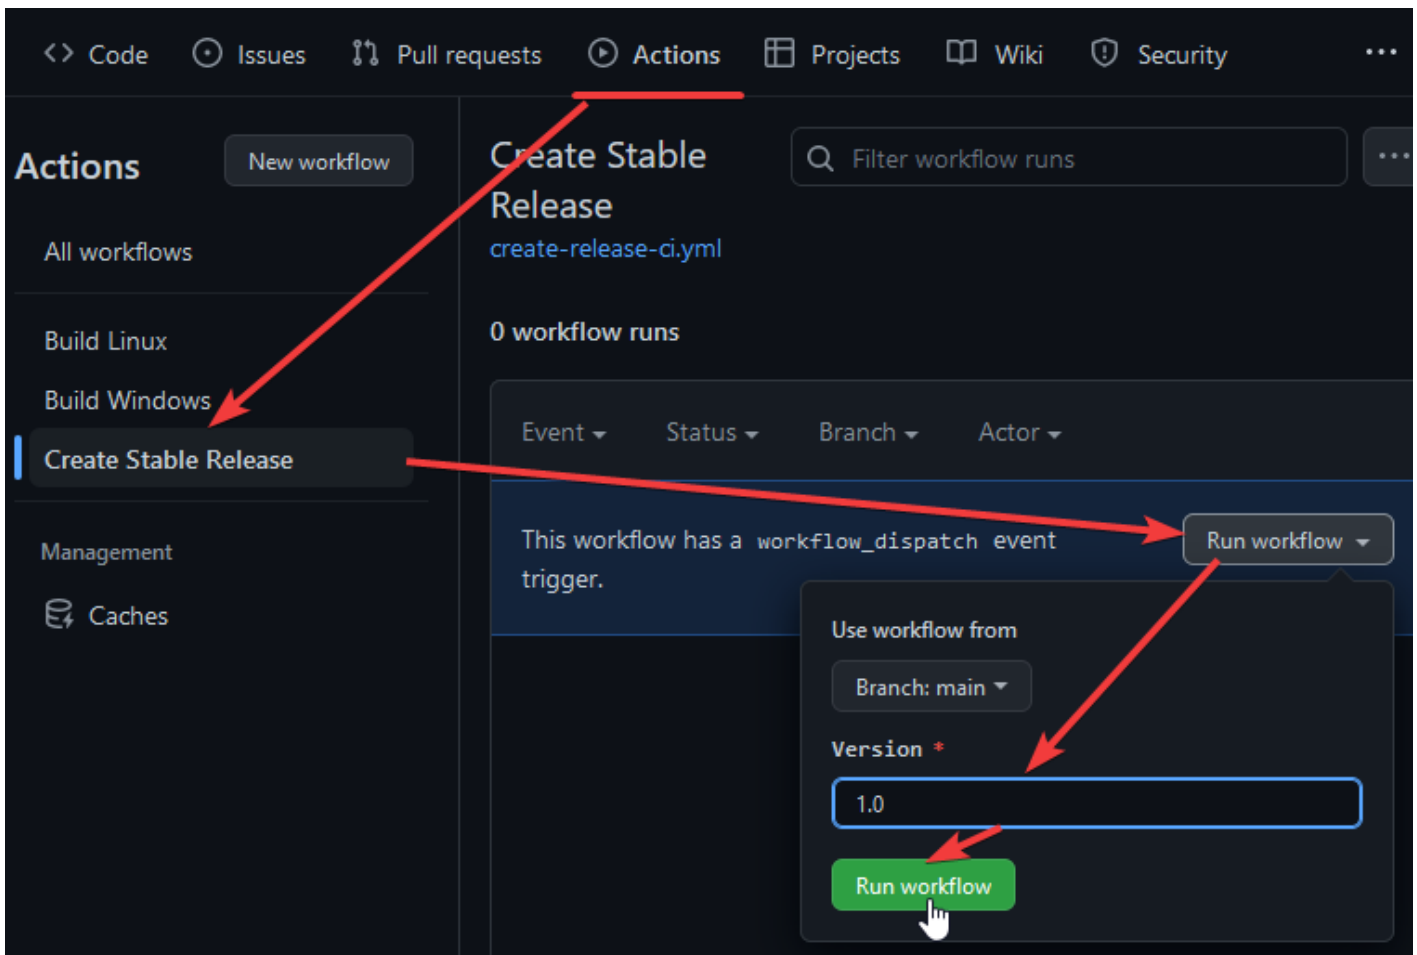 Code Issues Pull requests Actions Projects Wiki Security ...
Actions
New workflow
All workflows
Build Linux
Build Windows
Create Stable Release
Management
Caches
Create Stable
Release
create-release-ci.yml
Filter workflow runs
...
0 workflow runs
Event Status Branch Actor
This workflow has a workflow_dispatch event
trigger.
Run workflow
Use workflow from
Branch: main
Version *
1.0
Run workflow